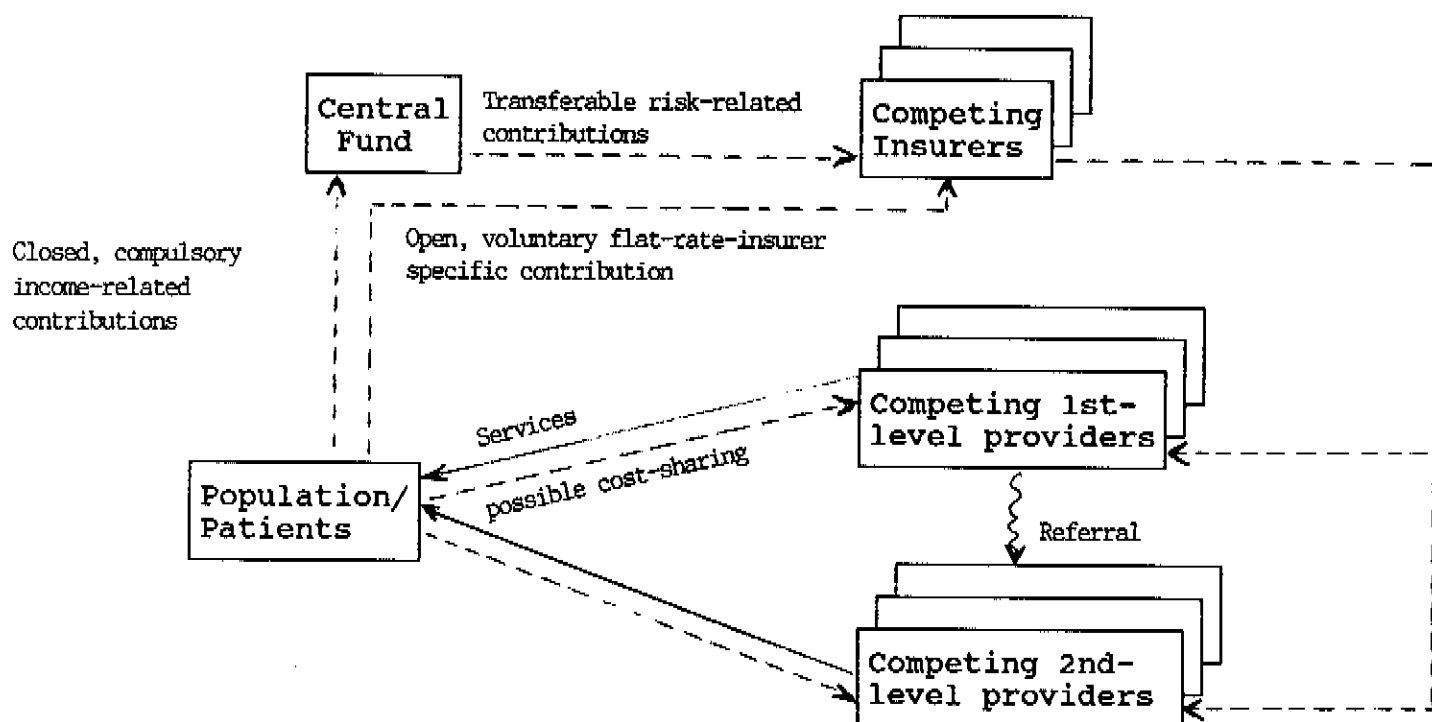 Central
Fund
Transferable risk-related
contributions
Competing
Insurers
Closed, compulsory
income-related
contributions
Open, voluntary flat-rate-insurer
specific contribution
Services
possible cost-sharing
Competing 1st-
level providers
Population/
Patients
Referral
Competing 2nd-
level providers